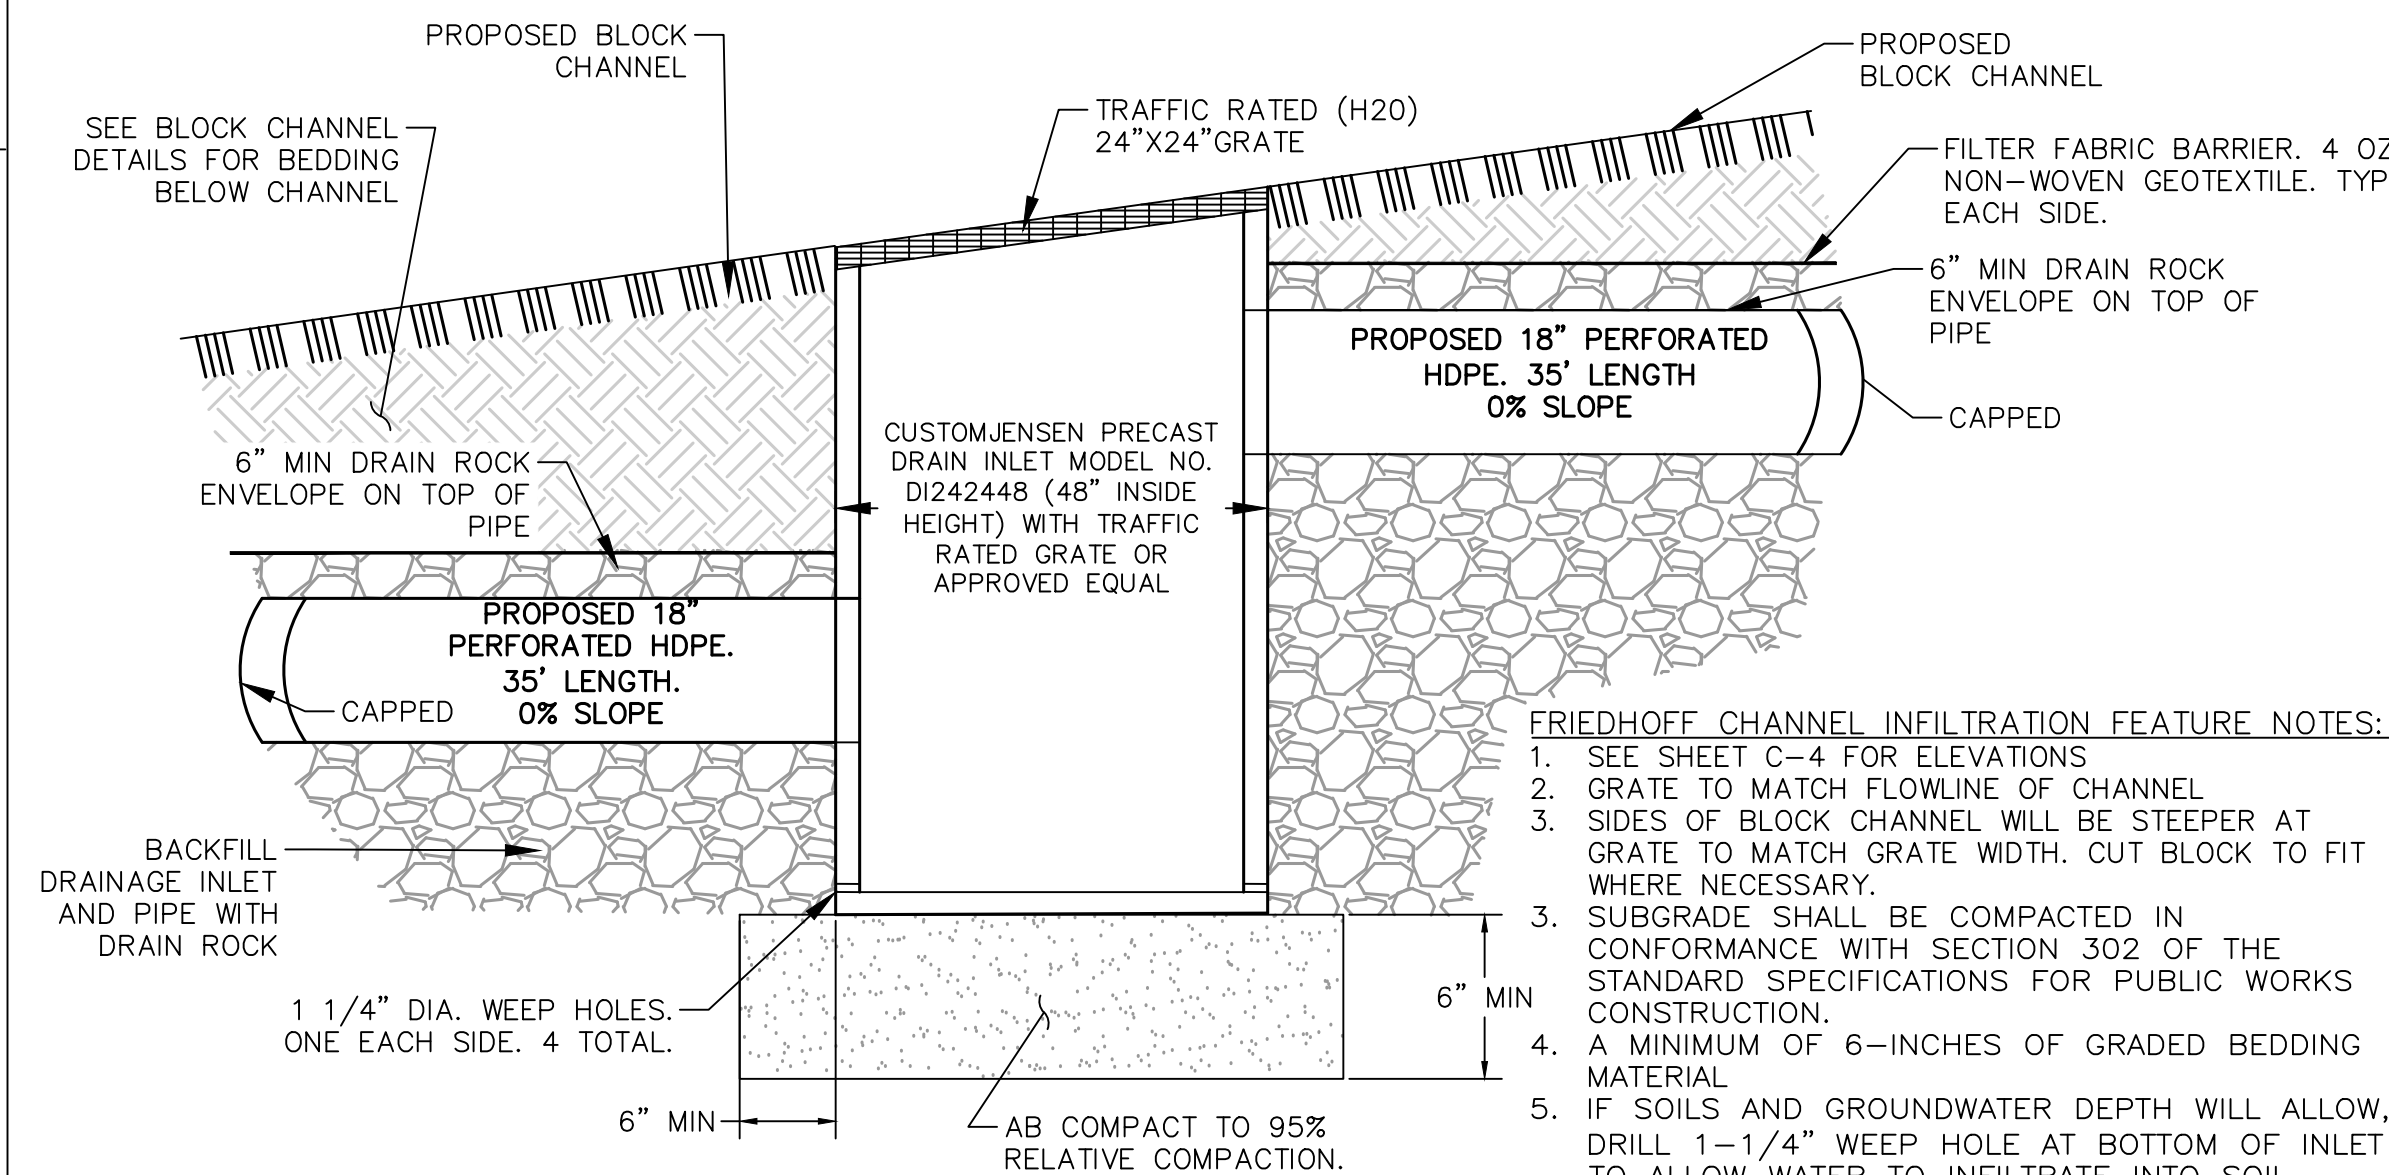 PROPOSED BLOCK
CHANNEL
SEE BLOCK CHANNEL
DETAILS FOR BEDDING
BELOW CHANNEL
TRAFFIC RATED (H20)
24"X24"GRATE
PROPOSED
BLOCK CHANNEL
FILTER FABRIC BARRIER. 4 OZ
NON-WOVEN GEOTEXTILE. TYP
EACH SIDE.
6" MIN DRAIN ROCK
ENVELOPE ON TOP OF
PIPE
PROPOSED 18" PERFORATED
HDPE. 35' LENGTH
0% SLOPE
CAPPED
CUSTOMJENSEN PRECAST
DRAIN INLET MODEL NO.
DI242448 (48" INSIDE
HEIGHT) WITH TRAFFIC
RATED GRATE OR
APPROVED EQUAL
6" MIN DRAIN ROCK
ENVELOPE ON TOP OF
PIPE
PROPOSED 18"
PERFORATED HDPE.
35' LENGTH.
0% SLOPE
CAPPED
BACKFILL
DRAINAGE INLET
AND PIPE WITH
DRAIN ROCK
1 1/4" DIA. WEEP HOLES.
ONE EACH SIDE. 4 TOTAL.
6" MIN
6" MIN
AB COMPACT TO 95%
RELATIVE COMPACTION.
FRIEDHOFF CHANNEL INFILTRATION FEATURE NOTES:
1. SEE SHEET C-4 FOR ELEVATIONS
2. GRATE TO MATCH FLOWLINE OF CHANNEL
3. SIDES OF BLOCK CHANNEL WILL BE STEEPER AT
GRATE TO MATCH GRATE WIDTH. CUT BLOCK TO FIT
WHERE NECESSARY.
3. SUBGRADE SHALL BE COMPACTED IN
CONFORMANCE WITH SECTION 302 OF THE
STANDARD SPECIFICATIONS FOR PUBLIC WORKS
CONSTRUCTION.
4. A MINIMUM OF 6-INCHES OF GRADED BEDDING
MATERIAL
5. IF SOILS AND GROUNDWATER DEPTH WILL ALLOW,
DRILL 1-1/4" WEEP HOLE AT BOTTOM OF INLET
TO ALLOW WATER TO INFILTRATE INTO SOIL